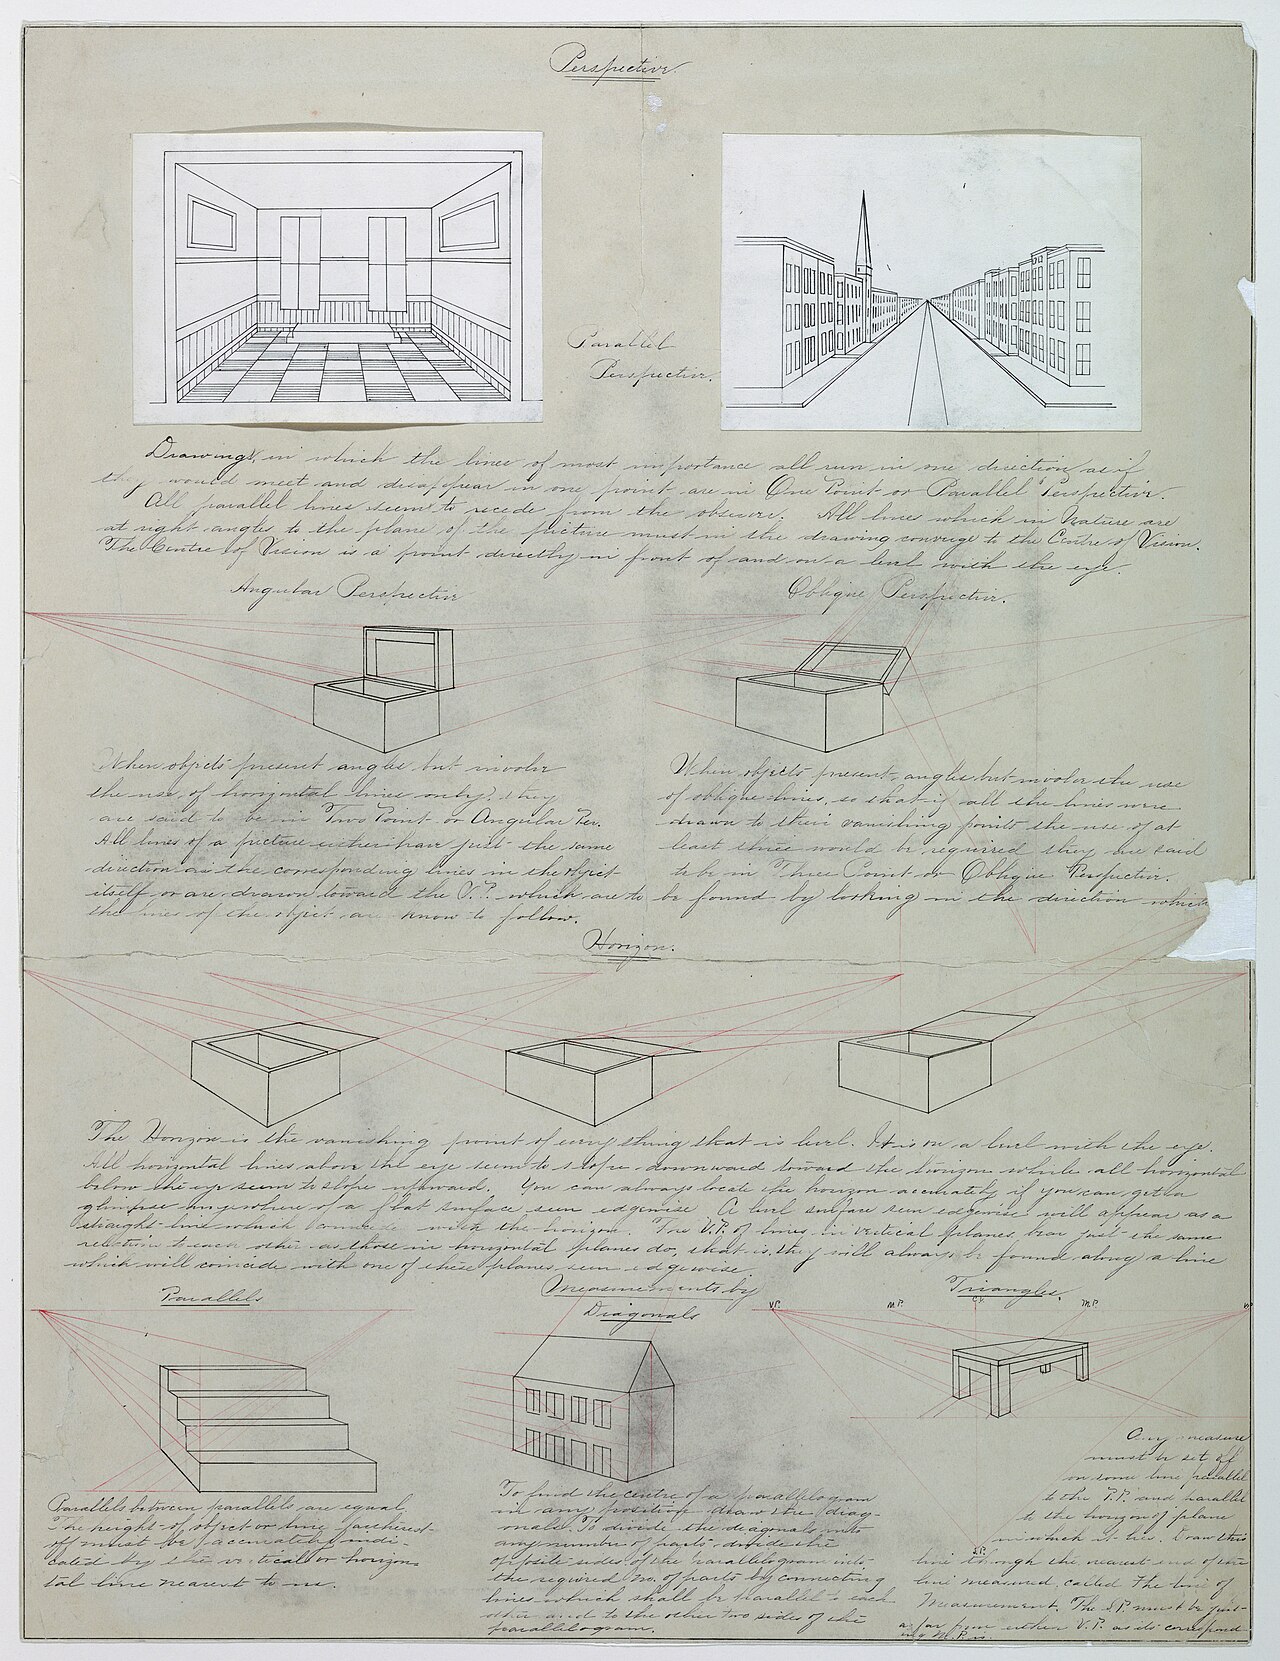 Perspective.
Parallel
Perspective.
Drawings in which the lines of most importance all run in one direction as if
they would meet and disappear in one point are in One Point or Parallel Perspective.
All parallel lines seem to recede from the observer. All lines which in Nature are
at right angles to the plane of the picture must in the drawing converge to the Centre of Vision.
The Centre of Vision is a point directly in front of and on a level with the eye.
Angular Perspective
Oblique Perspective.
When objects present angles but involve
the use of horizontal lines only, they
are said to be in Two Point or Angular Per.
All lines of a picture either have just the same
direction as the corresponding lines in the object
itself or are drawn toward the V.P. which are to be found by looking in the direction which
the lines of the object are know to follow.
When objects present angles but involve the use
of oblique lines, so that if all the lines were
drawn to their vanishing points the use of at
least three would be required they are said
to be in Three Point or Oblique Perspective.
Horizon.
The Horizon is the vanishing point of every thing that is level. It is on a level with the eye.
All horizontal lines above the eye seem to slope downward toward the horizon while all horizontal
below the eye seem to slope upward. You can always locate the horizon accurately if you can get a
glimpse anywhere of a flat surface seen edgewise. A level surface seen edgewise will appear as a
straight line which coincides with the horizon. The V.P. of lines in vertical planes bear just the same
relation to each other as those in horizontal planes do, that is, they will always be found along a line
which will coincide with one of these planes seen edgewise.
Parallels
Parallels between parallels are equal
The height of object or line farthest
off must be accurately indi-
cated by the vertical or horizon-
tal line nearest to us.
Measurements by
Diagonals
To find the centre of a parallelogram
in any position draw the diag-
onals. To divide the diagonals into
any number of parts divide the
opposite sides of the parallelogram into
the required no. of parts by connecting
lines which shall be parallel to each
other and to the other two sides of the
parallelogram.
Triangles.
V.P. M.P. C.V. M.P. V.P.
S.P.
Any measure
must be set off
on some line parallel
to the P.P. and parallel
to the horizon of plane
in which it lies. Draw this
line through the nearest end of the
line measured, called the line of
Measurement. The S.P. must be just
as far from either V.P. as its correspond-
ing M.P. is.